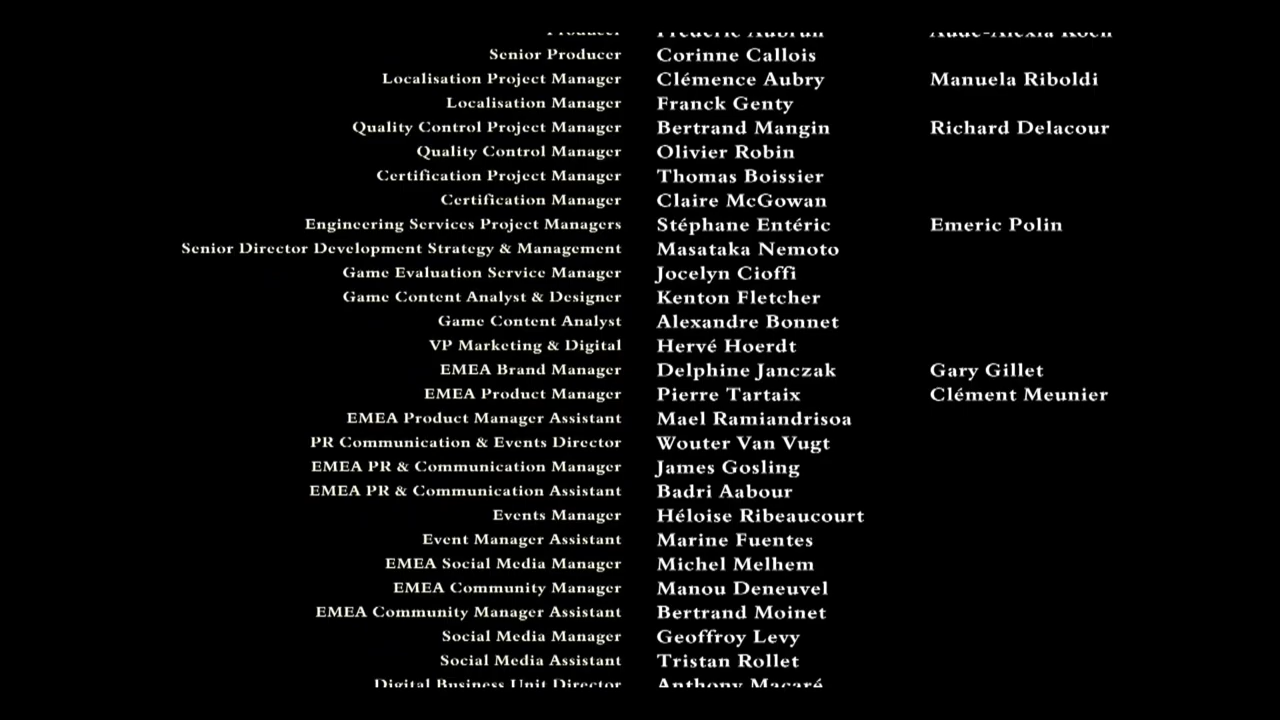 Producer Frédéric Aubrun Aude-Alexia Koch
Senior Producer Corinne Callois
Localisation Project Manager Clémence Aubry Manuela Riboldi
Localisation Manager Franck Genty
Quality Control Project Manager Bertrand Mangin Richard Delacour
Quality Control Manager Olivier Robin
Certification Project Manager Thomas Boissier
Certification Manager Claire McGowan
Engineering Services Project Managers Stéphane Entéric Emeric Polin
Senior Director Development Strategy & Management Masataka Nemoto
Game Evaluation Service Manager Jocelyn Cioffi
Game Content Analyst & Designer Kenton Fletcher
Game Content Analyst Alexandre Bonnet
VP Marketing & Digital Hervé Hoerdt
EMEA Brand Manager Delphine Janczak Gary Gillet
EMEA Product Manager Pierre Tartaix Clément Meunier
EMEA Product Manager Assistant Mael Ramiandrisoa
PR Communication & Events Director Wouter Van Vugt
EMEA PR & Communication Manager James Gosling
EMEA PR & Communication Assistant Badri Aabour
Events Manager Héloise Ribeaucourt
Event Manager Assistant Marine Fuentes
EMEA Social Media Manager Michel Melhem
EMEA Community Manager Manou Deneuvel
EMEA Community Manager Assistant Bertrand Moinet
Social Media Manager Geoffroy Levy
Social Media Assistant Tristan Rollet
Digital Business Unit Director Anthony Macaré